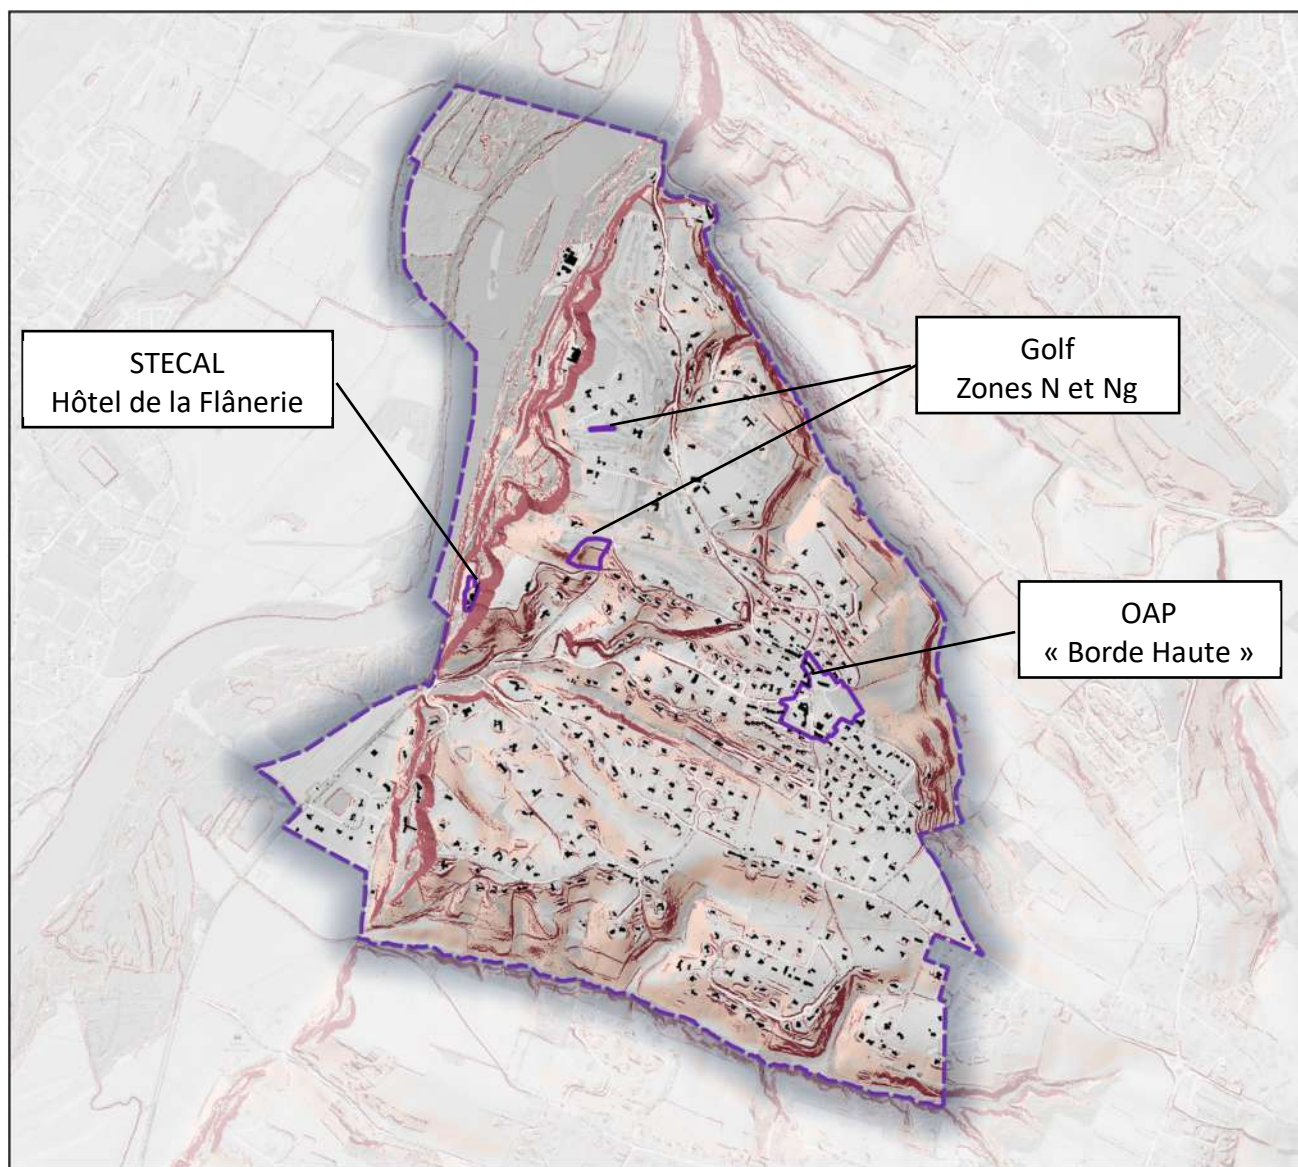 STECAL
Hôtel de la Flânerie
Golf
Zones N et Ng
OAP
« Borde Haute »